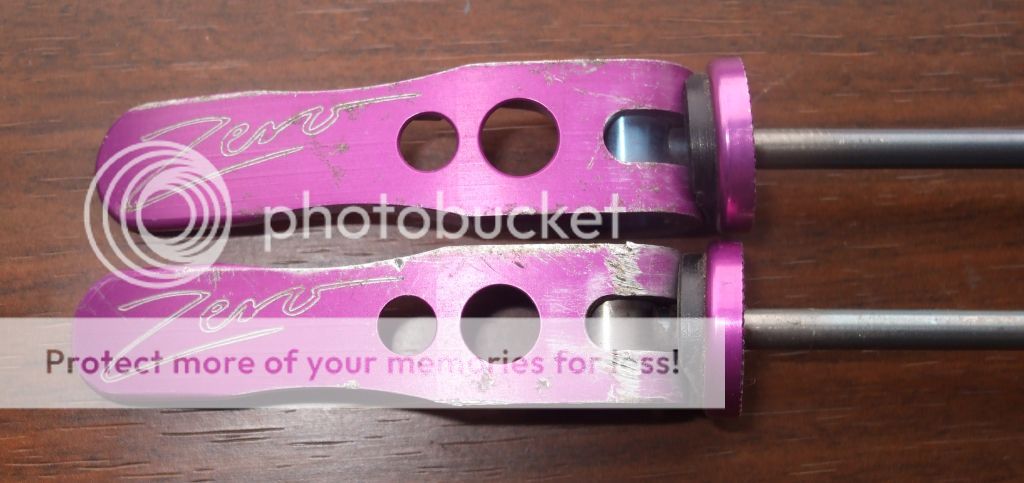 Zero
photobucket
Zero
Protect more of your memories for less!